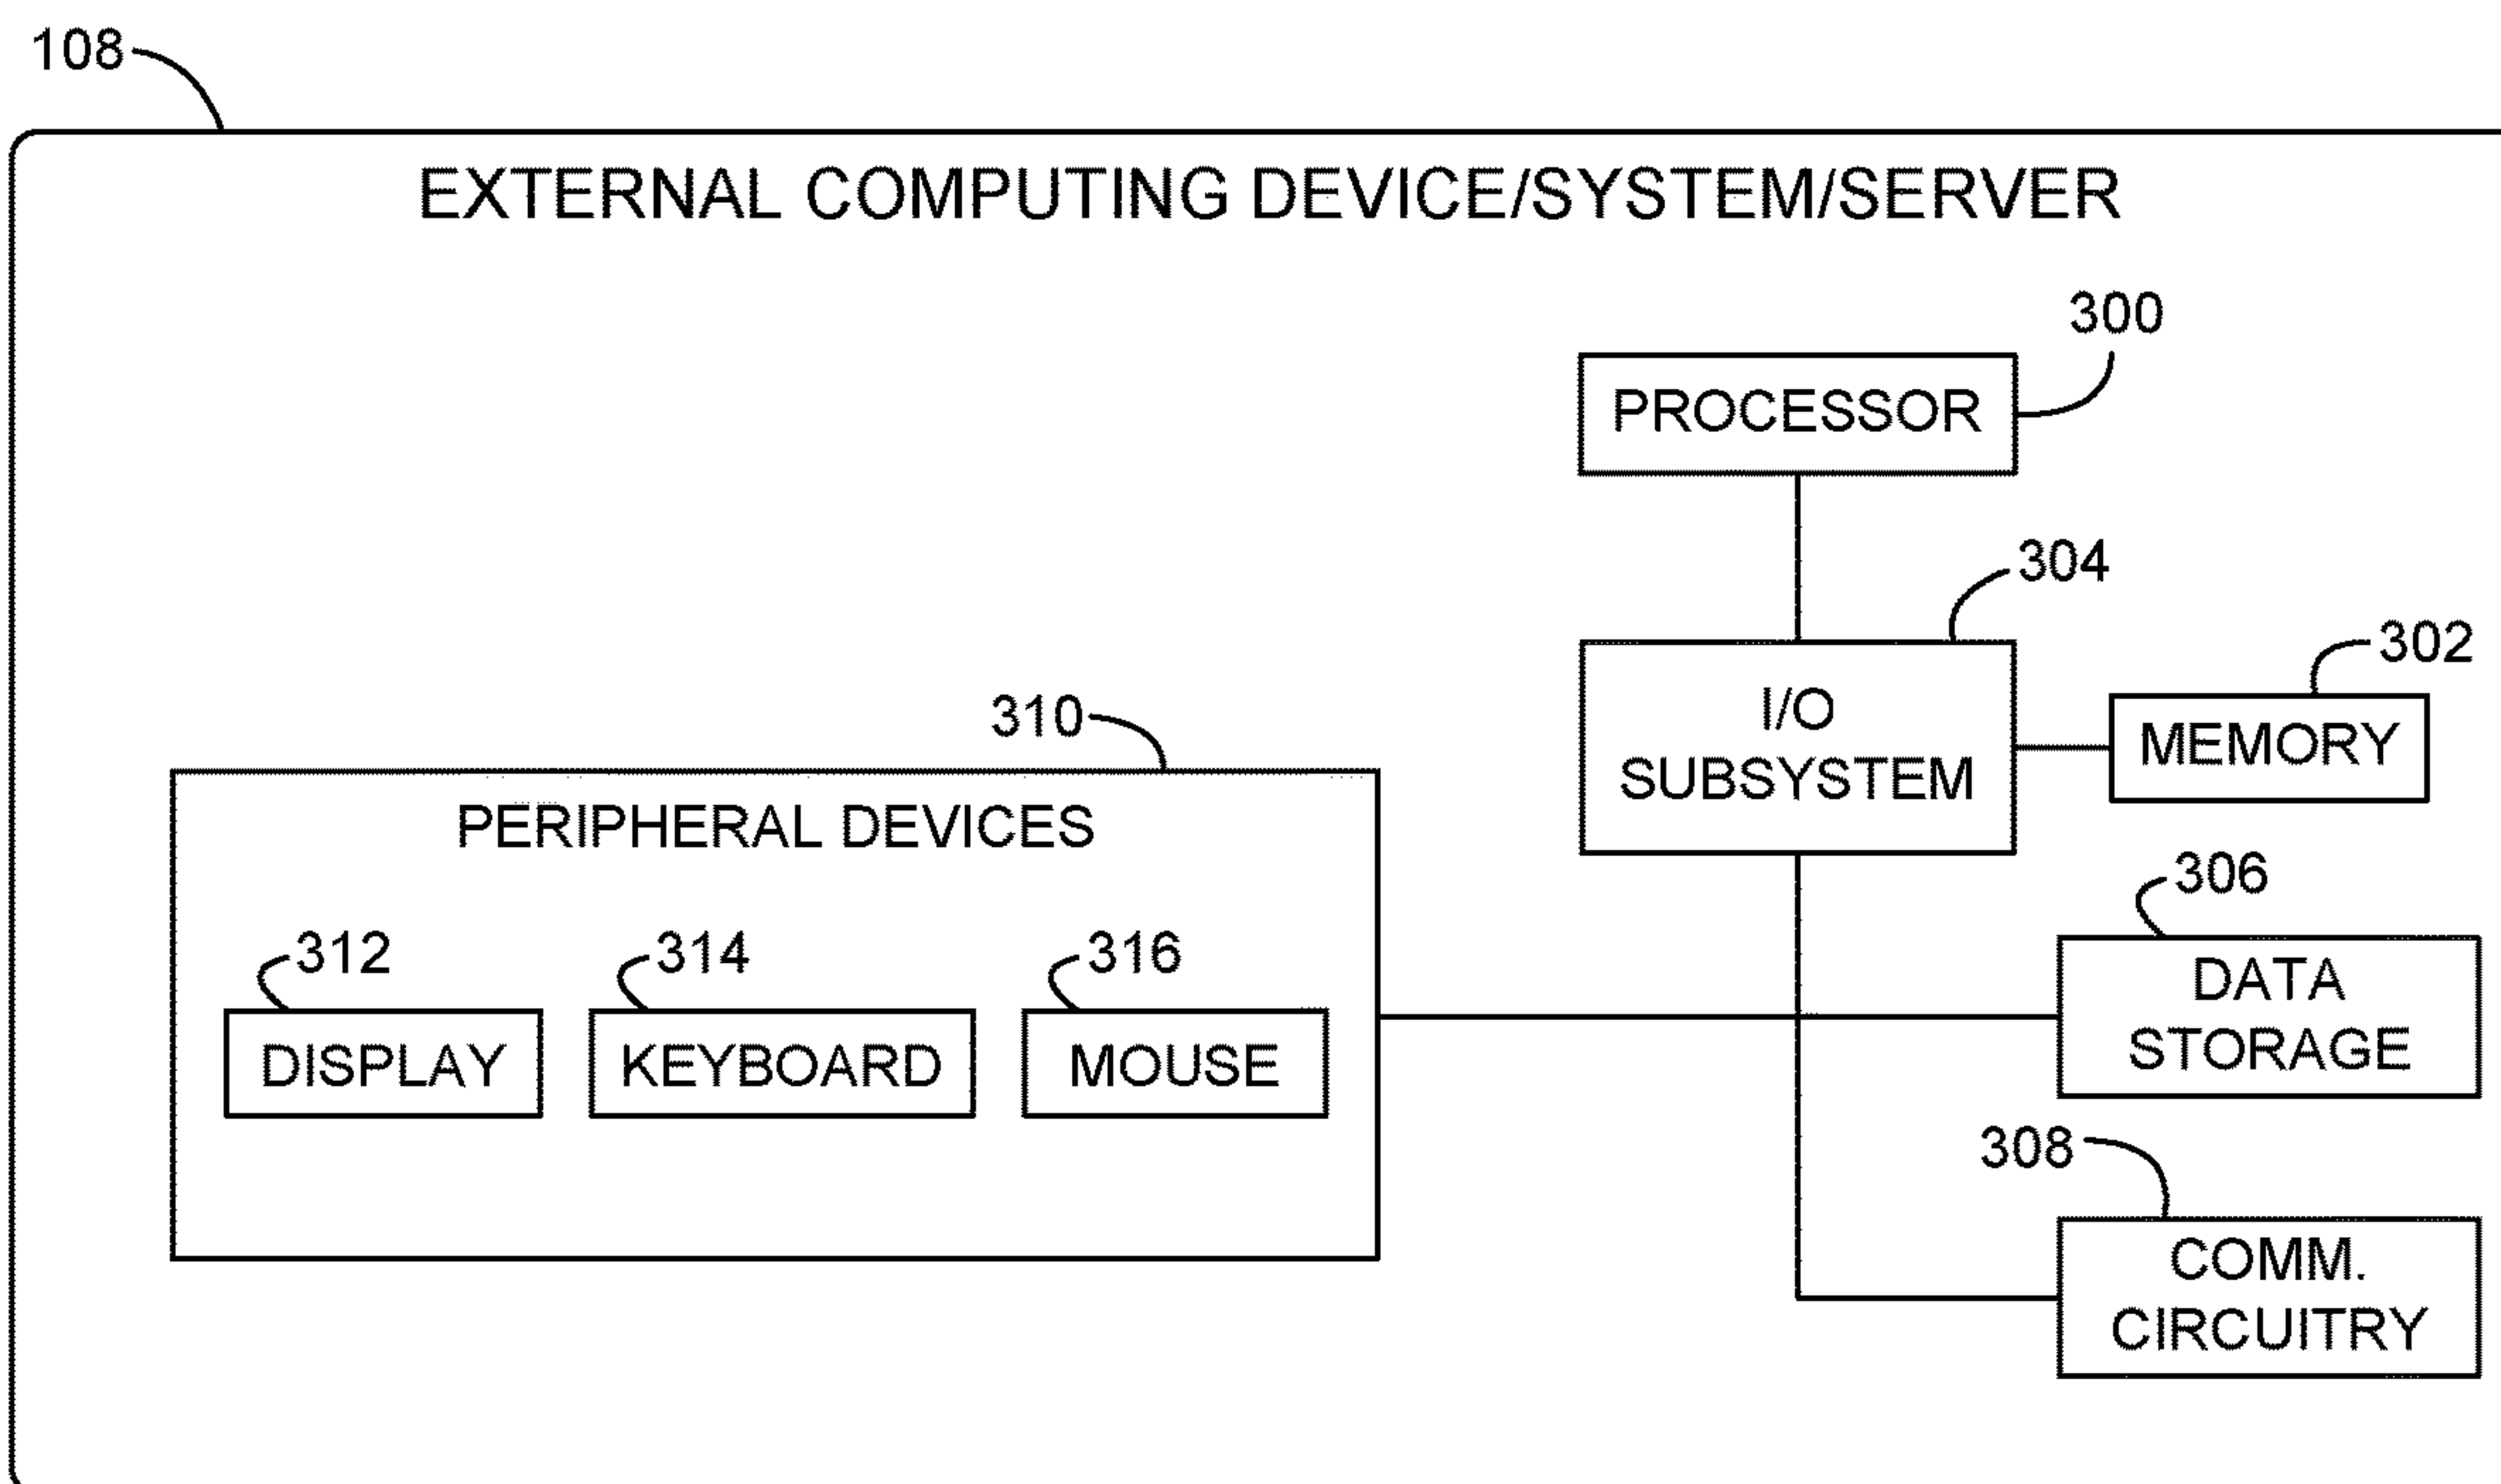 108
EXTERNAL COMPUTING DEVICE/SYSTEM/SERVER
300
PROCESSOR
304
I/O
SUBSYSTEM
302
MEMORY
310
PERIPHERAL DEVICES
312
DISPLAY
314
KEYBOARD
316
MOUSE
306
DATA
STORAGE
308
COMM.
CIRCUITRY